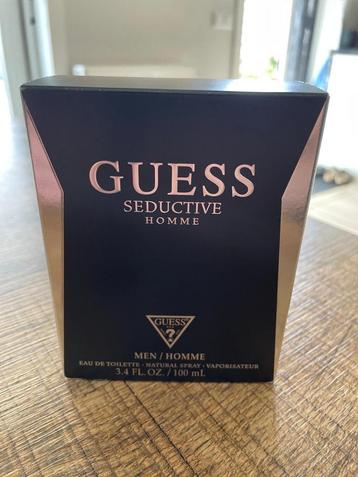 GUESS
SEDUCTIVE
HOMME
GUESS
?
MEN / HOMME
EAU DE TOILETTE · NATURAL SPRAY · VAPORISATEUR
3.4 FL. OZ. / 100 mL